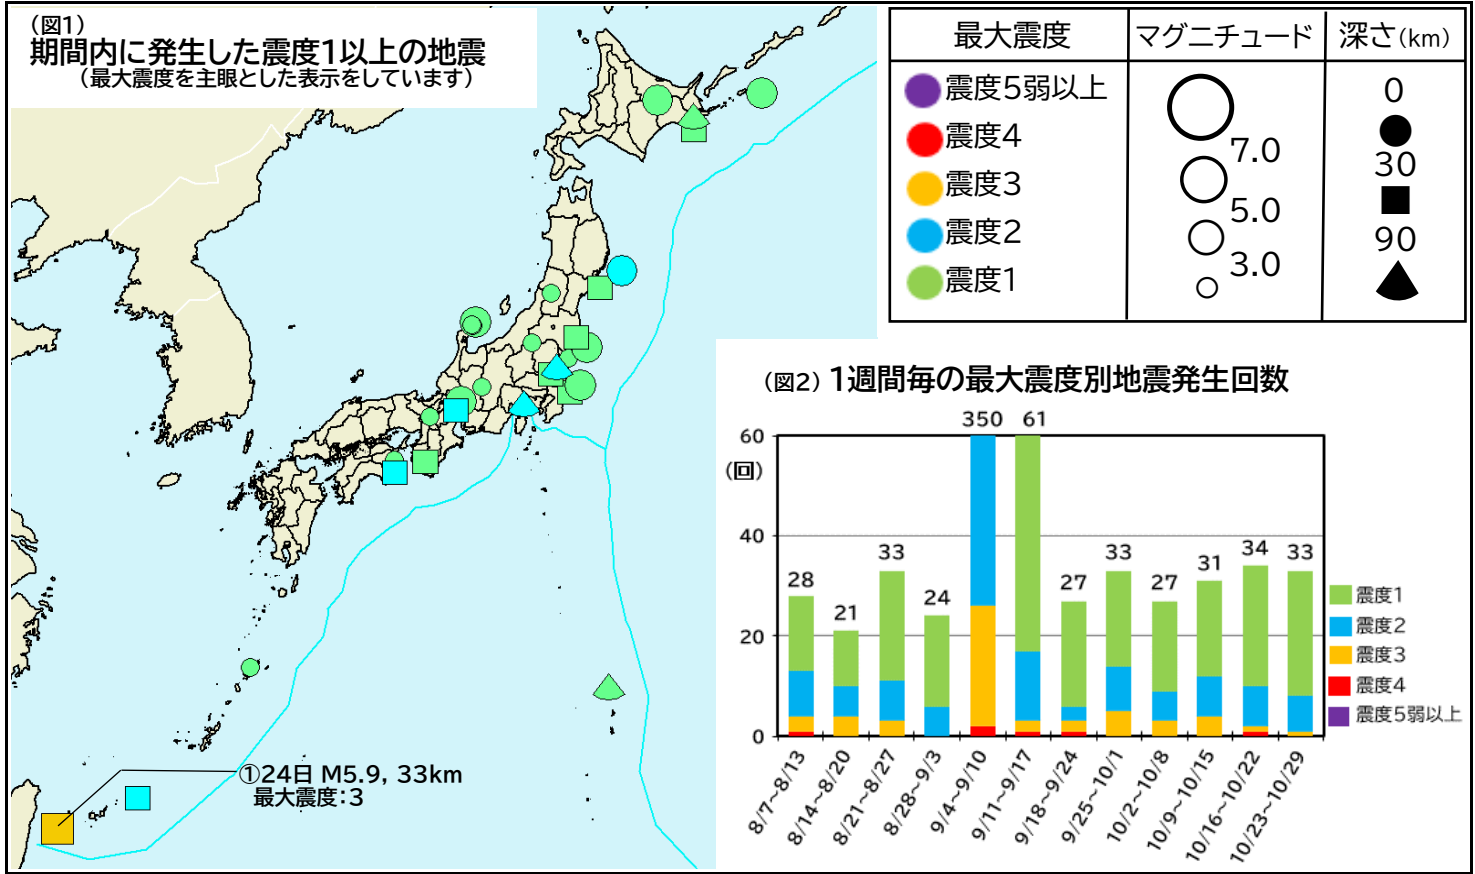 （図1）
期間内に発生した震度1以上の地震
（最大震度を主眼とした表示をしています）
最大震度
マグニチュード
深さ(km)
震度5弱以上
震度4
震度3
震度2
震度1
7.0
5.0
3.0
0
30
90
①24日 M5.9, 33km
最大震度：3
（図2）1週間毎の最大震度別地震発生回数
（回）
60
40
20
0
28
21
33
24
350
61
27
33
27
31
34
33
8/7~8/13
8/14~8/20
8/21~8/27
8/28~9/3
9/4~9/10
9/11~9/17
9/18~9/24
9/25~10/1
10/2~10/8
10/9~10/15
10/16~10/22
10/23~10/29
震度1
震度2
震度3
震度4
震度5弱以上